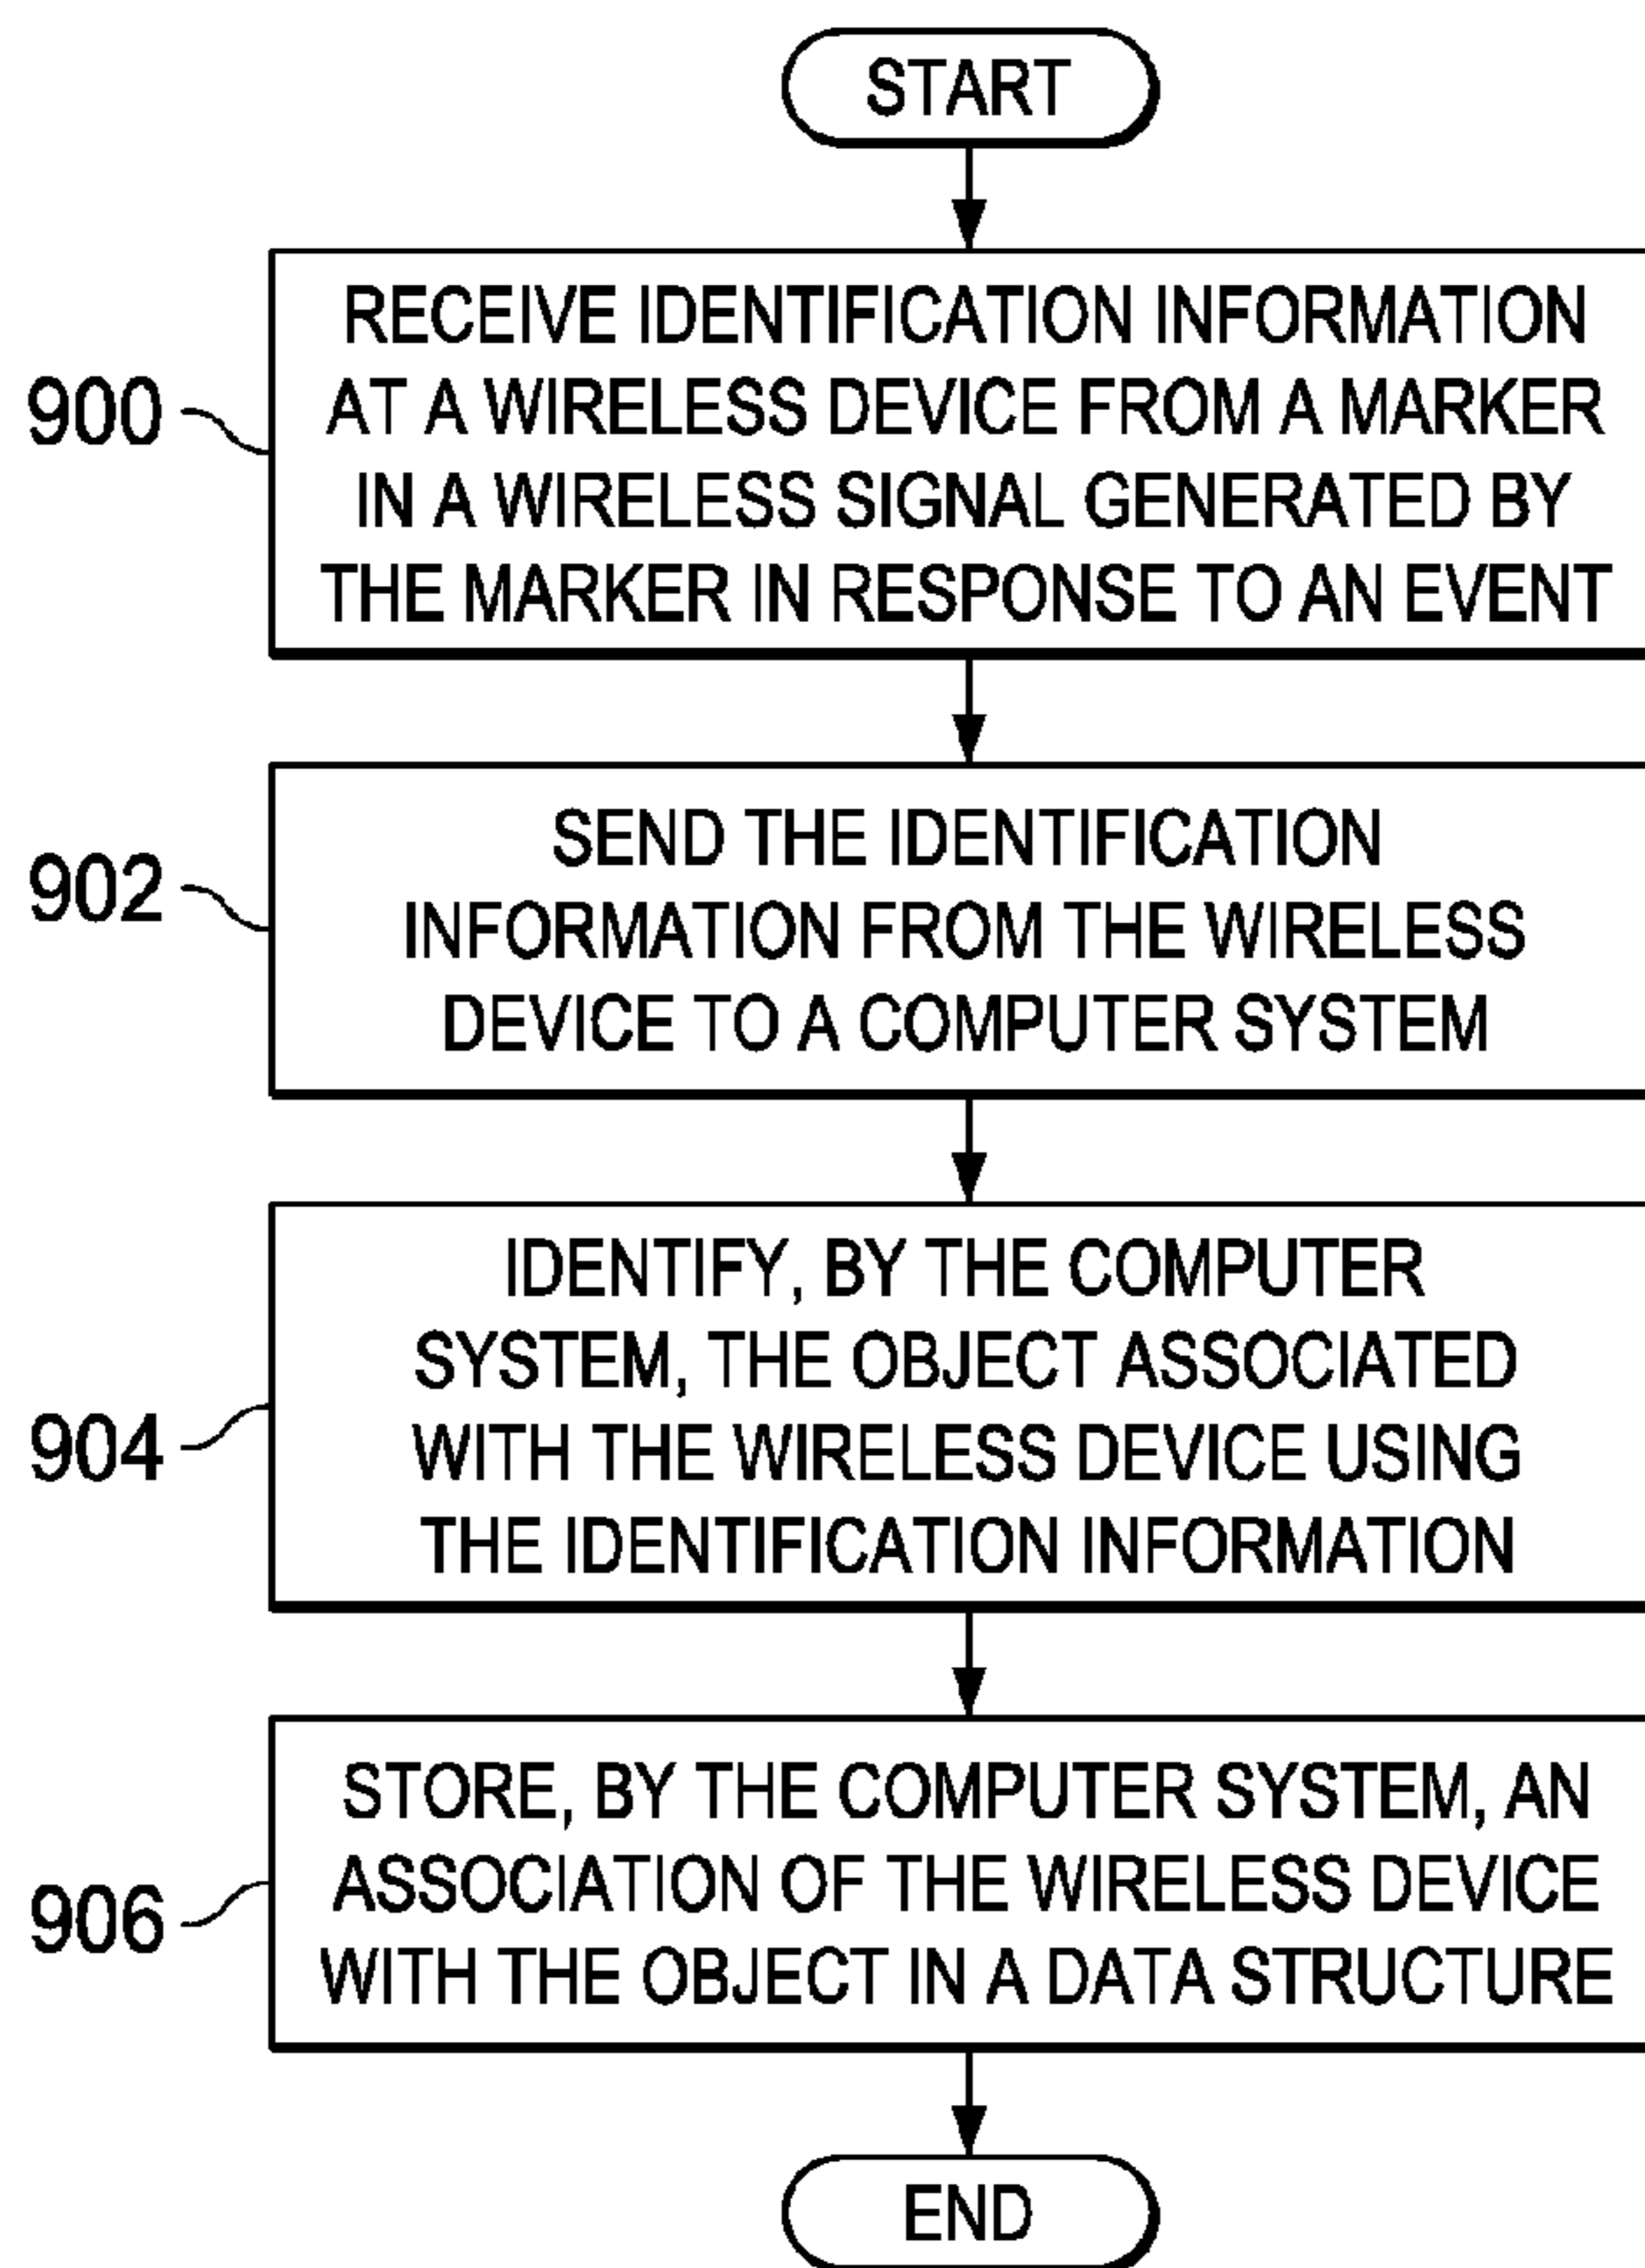 START
900
RECEIVE IDENTIFICATION INFORMATION
AT A WIRELESS DEVICE FROM A MARKER
IN A WIRELESS SIGNAL GENERATED BY
THE MARKER IN RESPONSE TO AN EVENT
902
SEND THE IDENTIFICATION
INFORMATION FROM THE WIRELESS
DEVICE TO A COMPUTER SYSTEM
904
IDENTIFY, BY THE COMPUTER
SYSTEM, THE OBJECT ASSOCIATED
WITH THE WIRELESS DEVICE USING
THE IDENTIFICATION INFORMATION
906
STORE, BY THE COMPUTER SYSTEM, AN
ASSOCIATION OF THE WIRELESS DEVICE
WITH THE OBJECT IN A DATA STRUCTURE
END